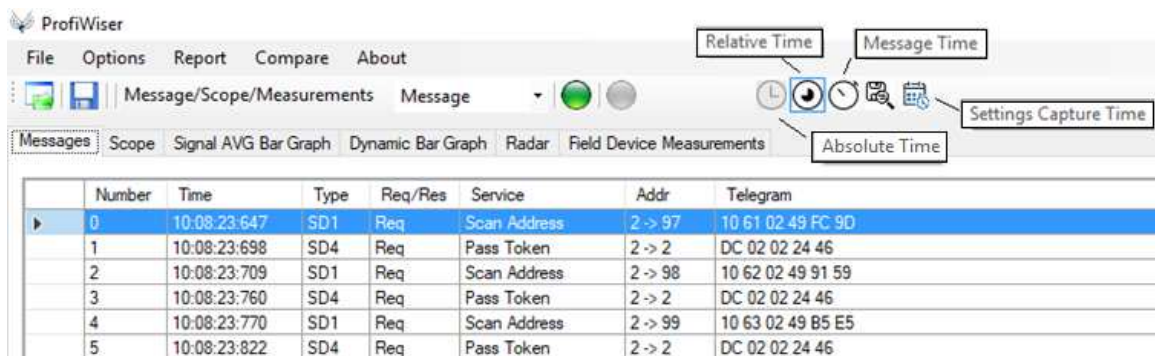 ProfiWiser
Relative Time
Message Time
File Options Report Compare About
Message/Scope/Measurements Message
Settings Capture Time
Messages Scope Signal AVG Bar Graph Dynamic Bar Graph Radar Field Device Measurements
Absolute Time
Number Time Type Req/Res Service Addr Telegram
0 10:08:23:647 SD1 Req Scan Address 2 -> 97 10 61 02 49 FC 9D
1 10:08:23:698 SD4 Req Pass Token 2 -> 2 DC 02 02 24 46
2 10:08:23:709 SD1 Req Scan Address 2 -> 98 10 62 02 49 91 59
3 10:08:23:760 SD4 Req Pass Token 2 -> 2 DC 02 02 24 46
4 10:08:23:770 SD1 Req Scan Address 2 -> 99 10 63 02 49 B5 E5
5 10:08:23:822 SD4 Req Pass Token 2 -> 2 DC 02 02 24 46